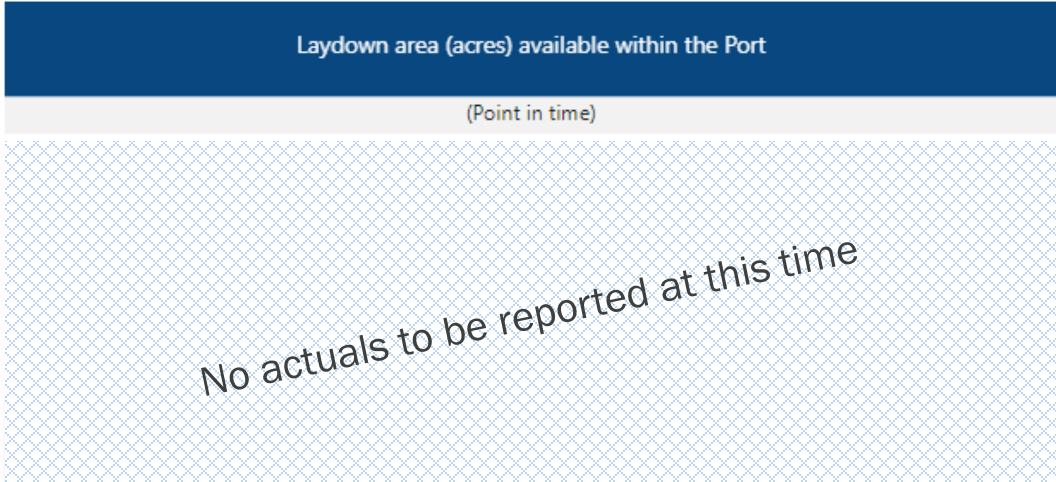 Laydown area (acres) available within the Port
(Point in time)
No actuals to be reported at this time